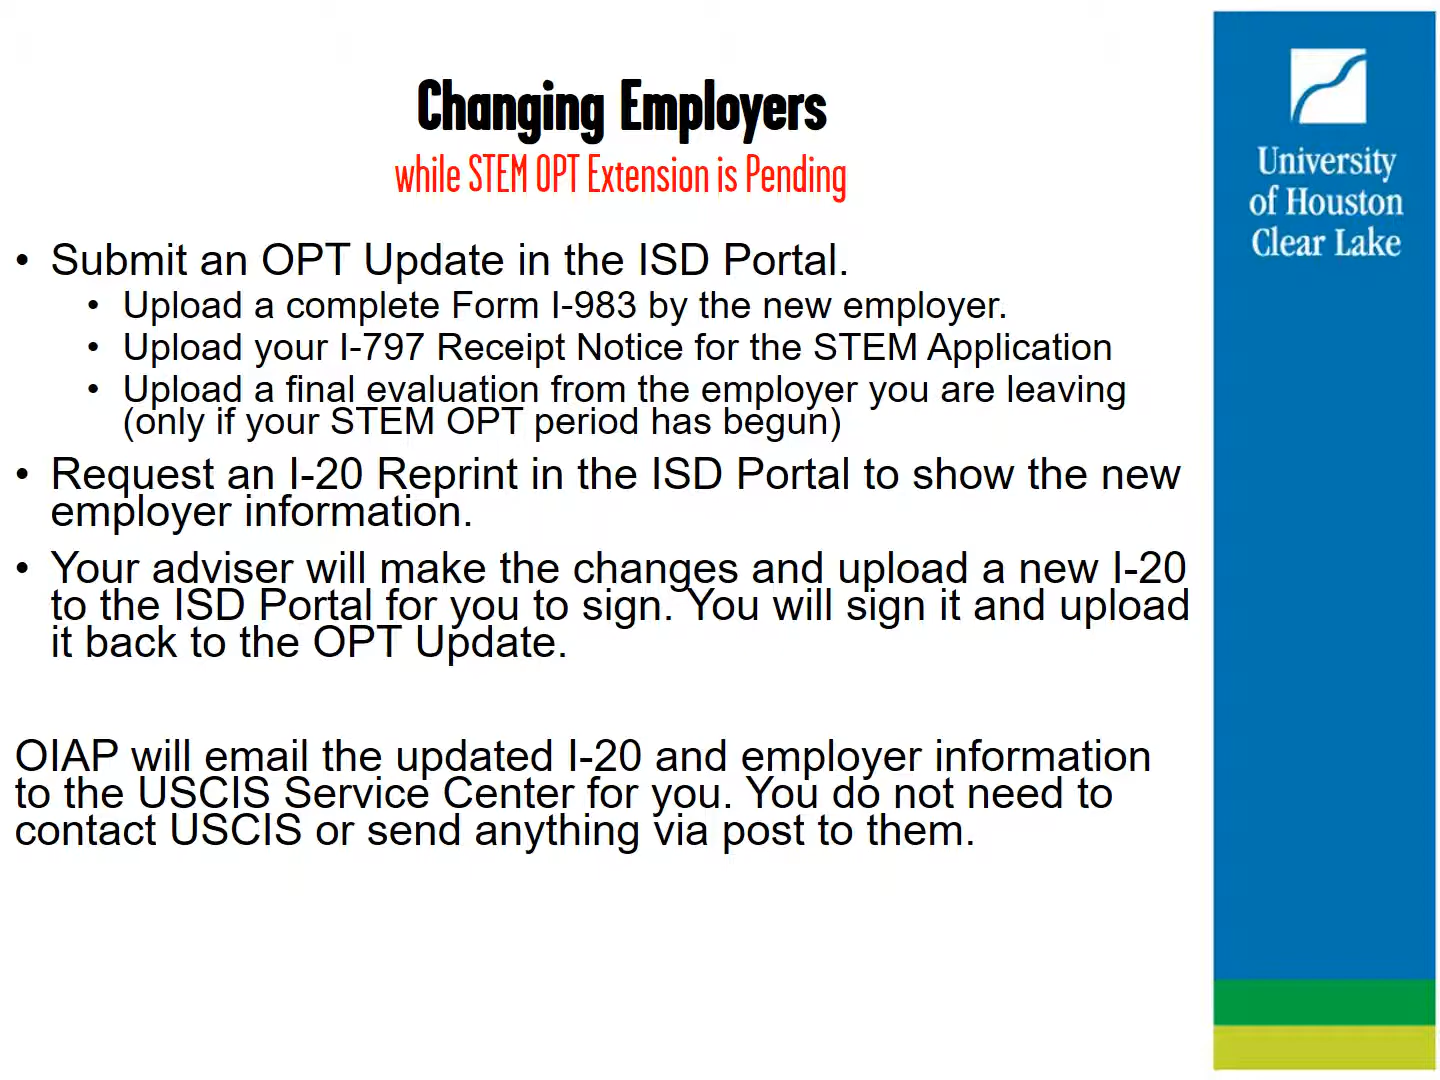 Changing Employers
while STEM OPT Extension is Pending
• Submit an OPT Update in the ISD Portal.
• Upload a complete Form I-983 by the new employer.
• Upload your I-797 Receipt Notice for the STEM Application
• Upload a final evaluation from the employer you are leaving
(only if your STEM OPT period has begun)
• Request an I-20 Reprint in the ISD Portal to show the new
employer information.
• Your adviser will make the changes and upload a new I-20
to the ISD Portal for you to sign. You will sign it and upload
it back to the OPT Update.
OIAP will email the updated I-20 and employer information
to the USCIS Service Center for you. You do not need to
contact USCIS or send anything via post to them.
University
of Houston
Clear Lake